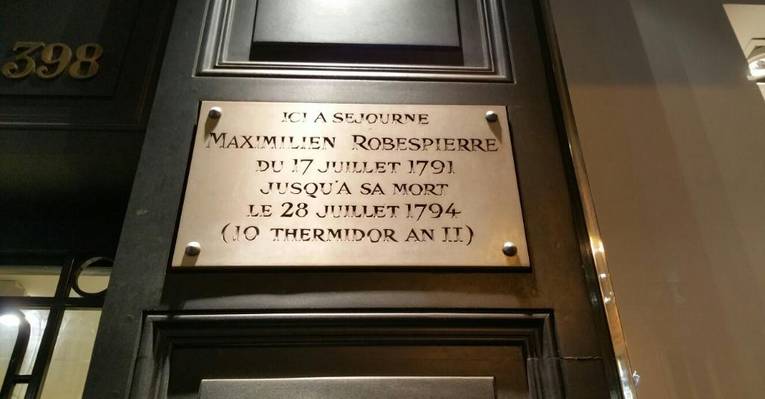 398
ICI A SEJOURNE
MAXIMILIEN ROBESPIERRE
DU 17 JUILLET 1791
JUSQU'A SA MORT
LE 28 JUILLET 1794
(10 THERMIDOR AN II)